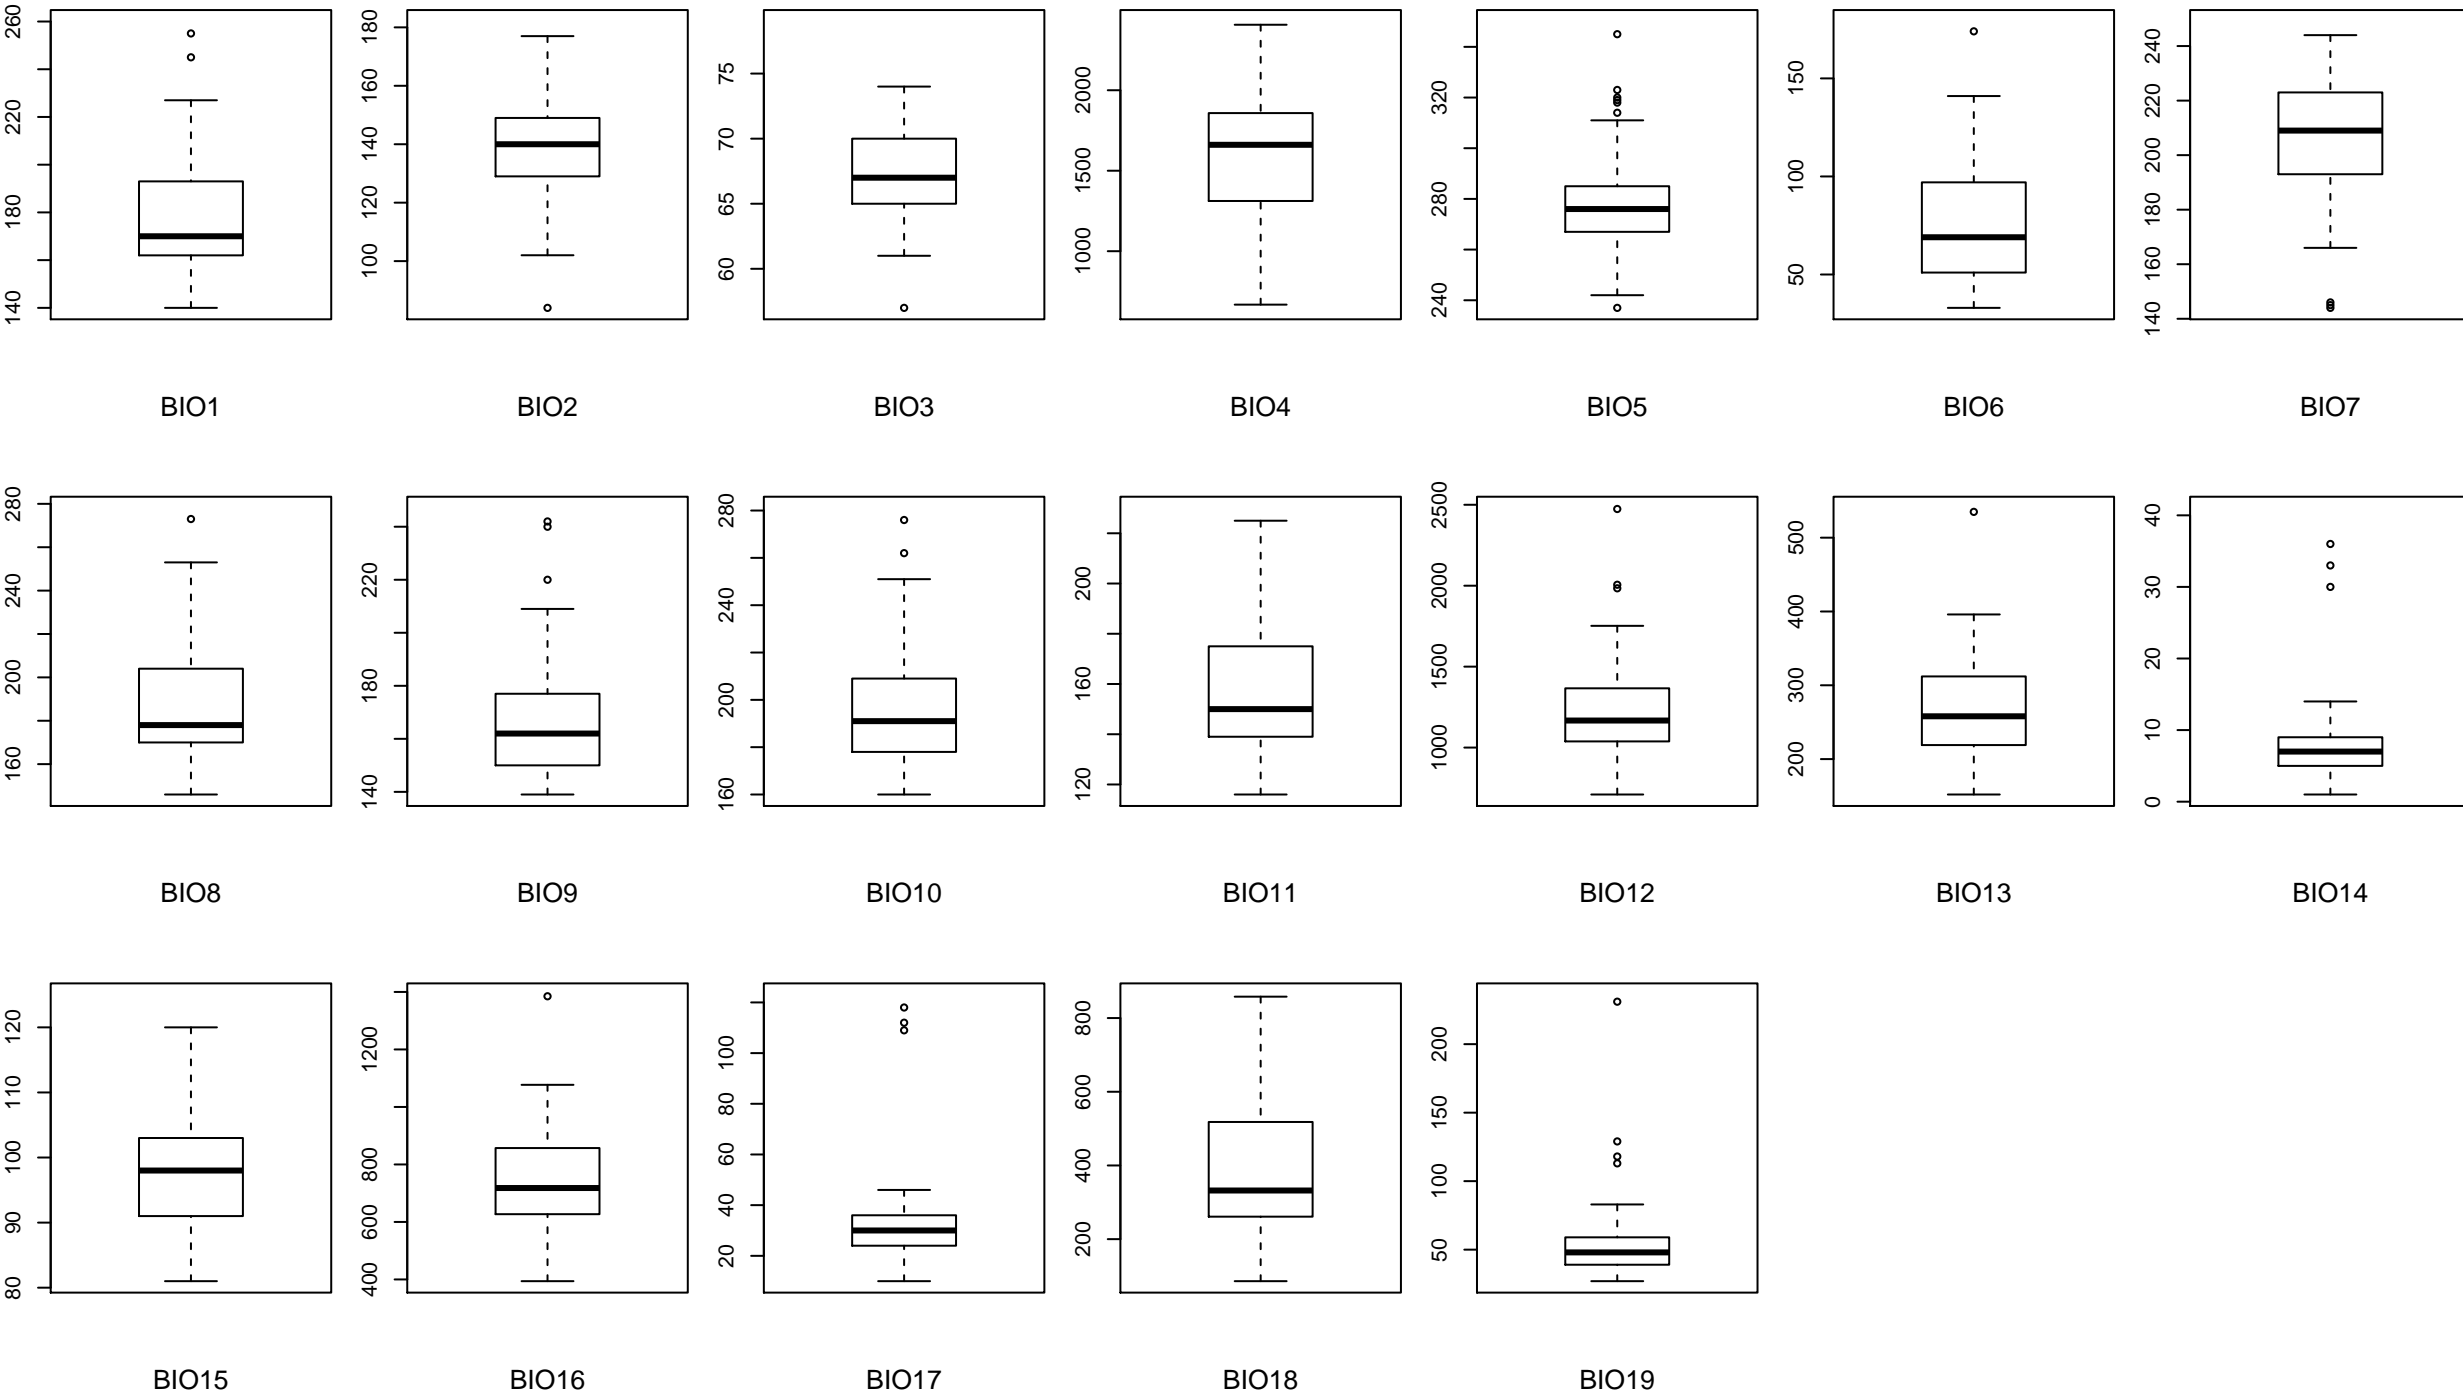 140 180 220 260
100 120 140 160 180
60 65 70 75
1000 1500 2000
240 280 320
50 100 150
140 160 180 200 220 240
BIO1 BIO2 BIO3 BIO4 BIO5 BIO6 BIO7
160 200 240 280
140 180 220
160 200 240 280
120 160 200
1000 1500 2000 2500
200 300 400 500
0 10 20 30 40
BIO8 BIO9 BIO10 BIO11 BIO12 BIO13 BIO14
80 90 100 110 120
400 600 800 1200
20 40 60 80 100
200 400 600 800
50 100 150 200
BIO15 BIO16 BIO17 BIO18 BIO19